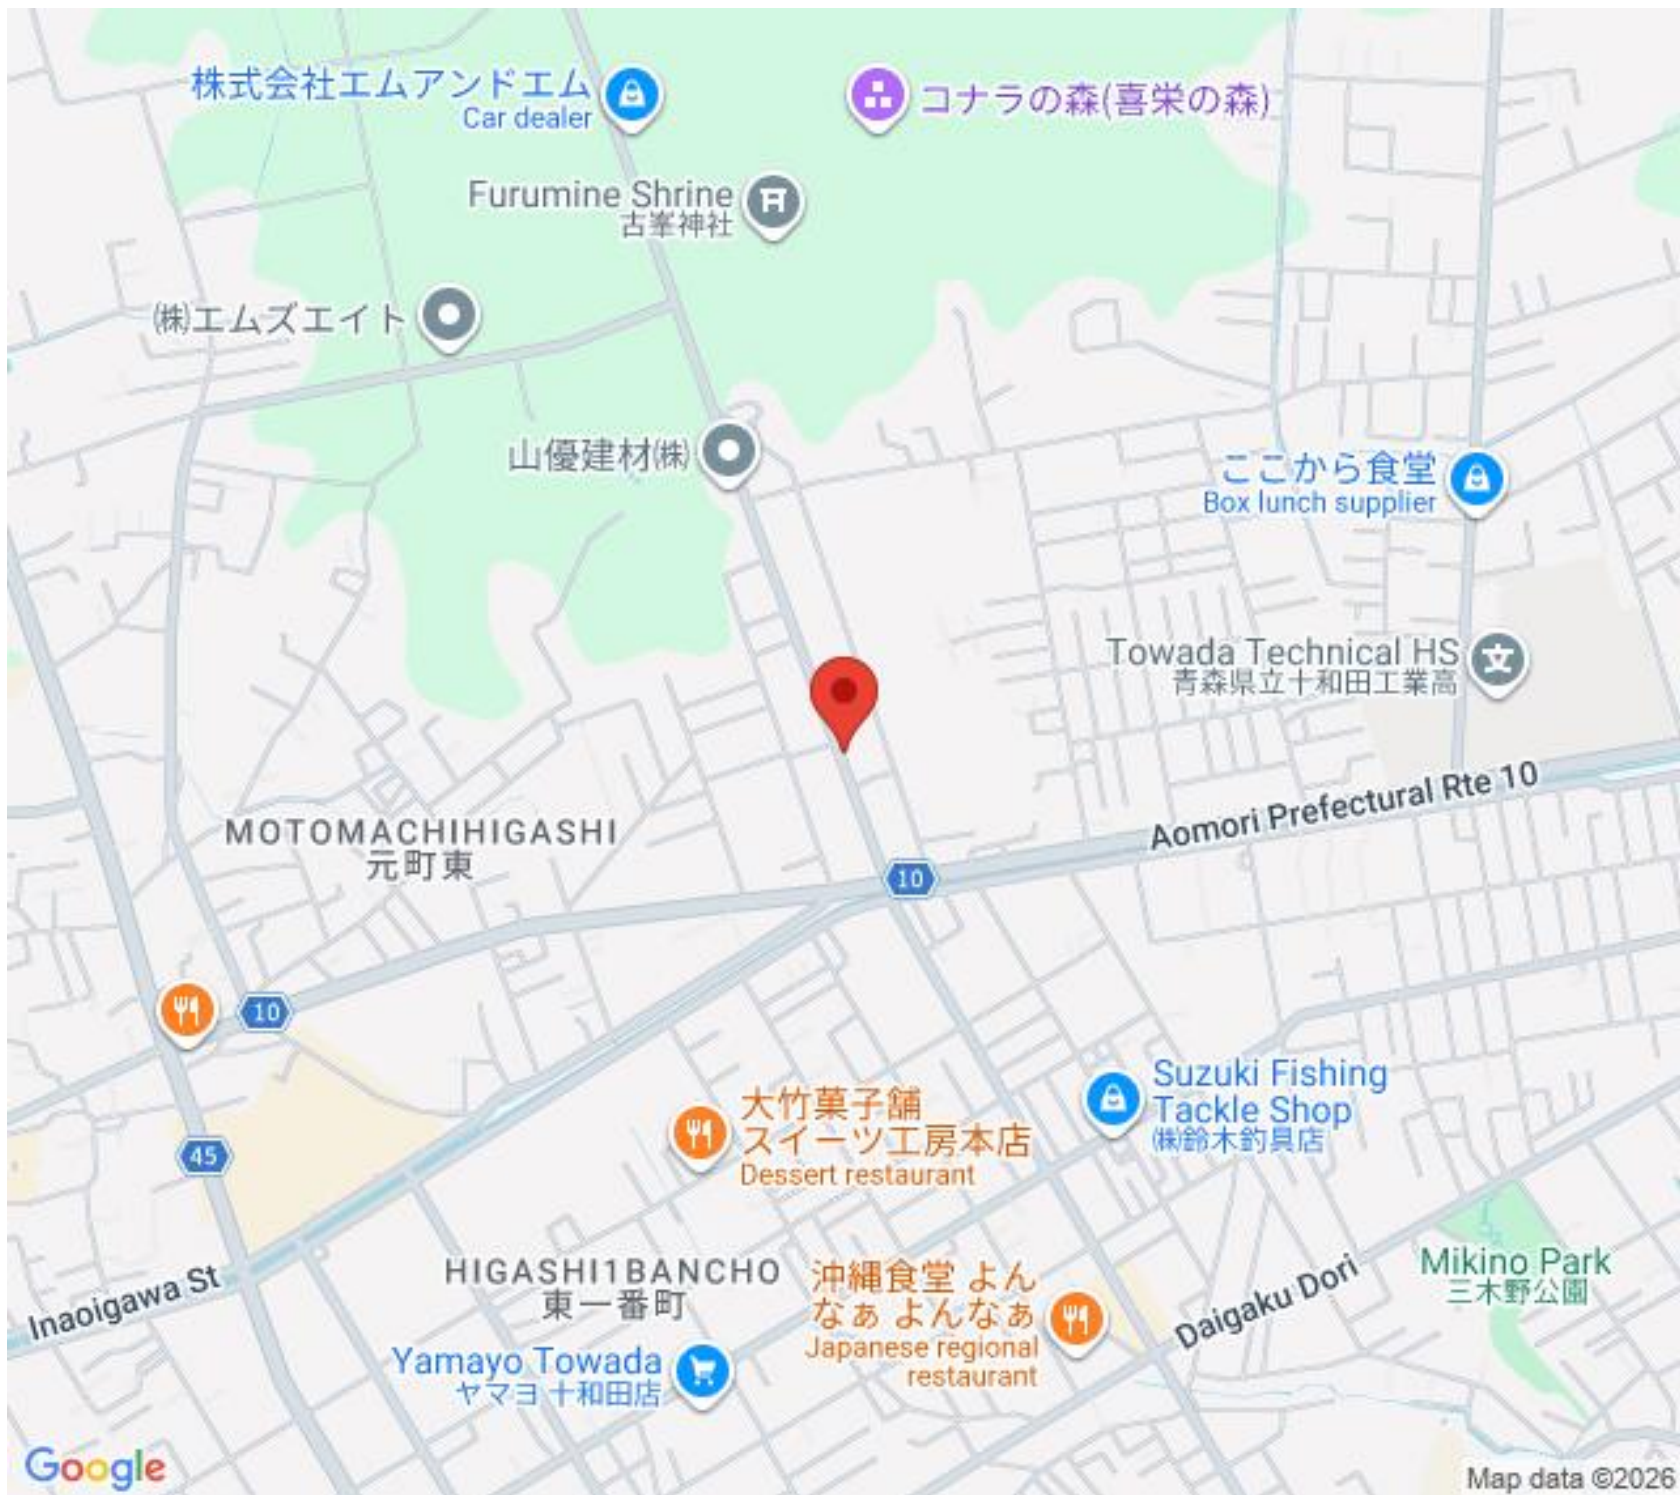 株式会社エムアンドエム
Car dealer
コナラの森(喜栄の森)
Furumine Shrine
古峯神社
㈱エムズエイト
山優建材㈱
ここから食堂
Box lunch supplier
Towada Technical HS
青森県立十和田工業高
Aomori Prefectural Rte 10
MOTOMACHIHIGASHI
元町東
10
10
45
大竹菓子舗
スイーツ工房本店
Dessert restaurant
Suzuki Fishing
Tackle Shop
㈱鈴木釣具店
Inaoigawa St
HIGASHI1BANCHO
東一番町
沖縄食堂 よん
なぁ よんなぁ
Japanese regional
restaurant
Daigaku Dori
Mikino Park
三木野公園
Yamayo Towada
ヤマヨ 十和田店
Google
Map data ©2026